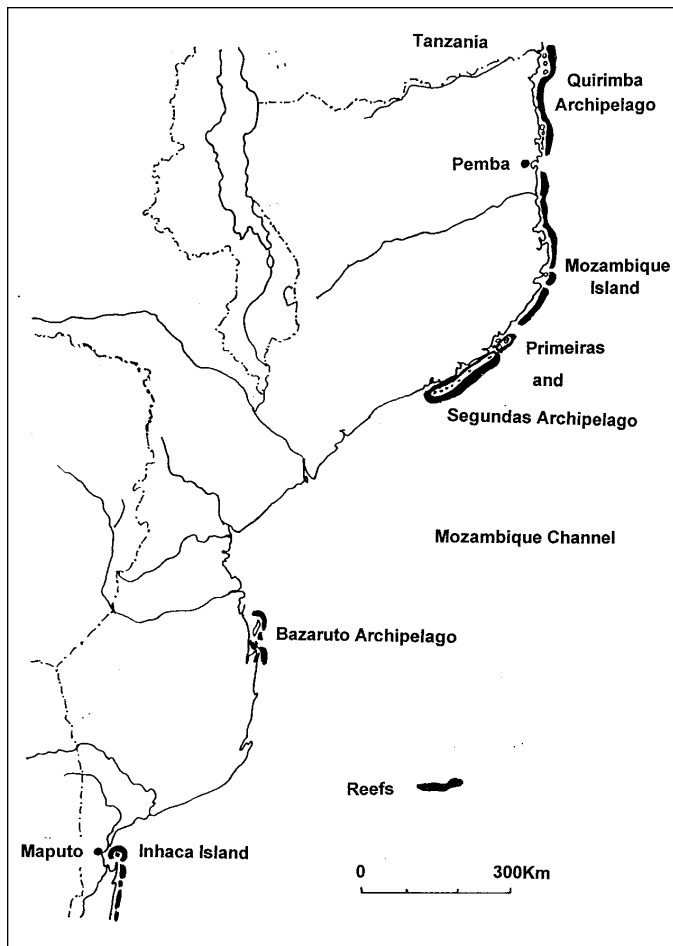 Tanzania
Quirimba
Archipelago
Pemba
Mozambique
Island
Primeiras
and
Segundas Archipelago
Mozambique Channel
Bazaruto Archipelago
Reefs
Maputo
Inhaca Island
0
300Km